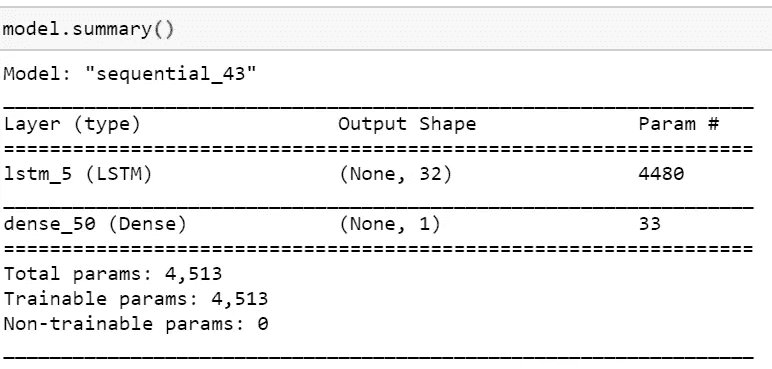 model.summary()
Model: "sequential_43"
_________________________________________________________________
Layer (type)                 Output Shape              Param #
=================================================================
lstm_5 (LSTM)                (None, 32)                4480
_________________________________________________________________
dense_50 (Dense)             (None, 1)                 33
=================================================================
Total params: 4,513
Trainable params: 4,513
Non-trainable params: 0
_________________________________________________________________